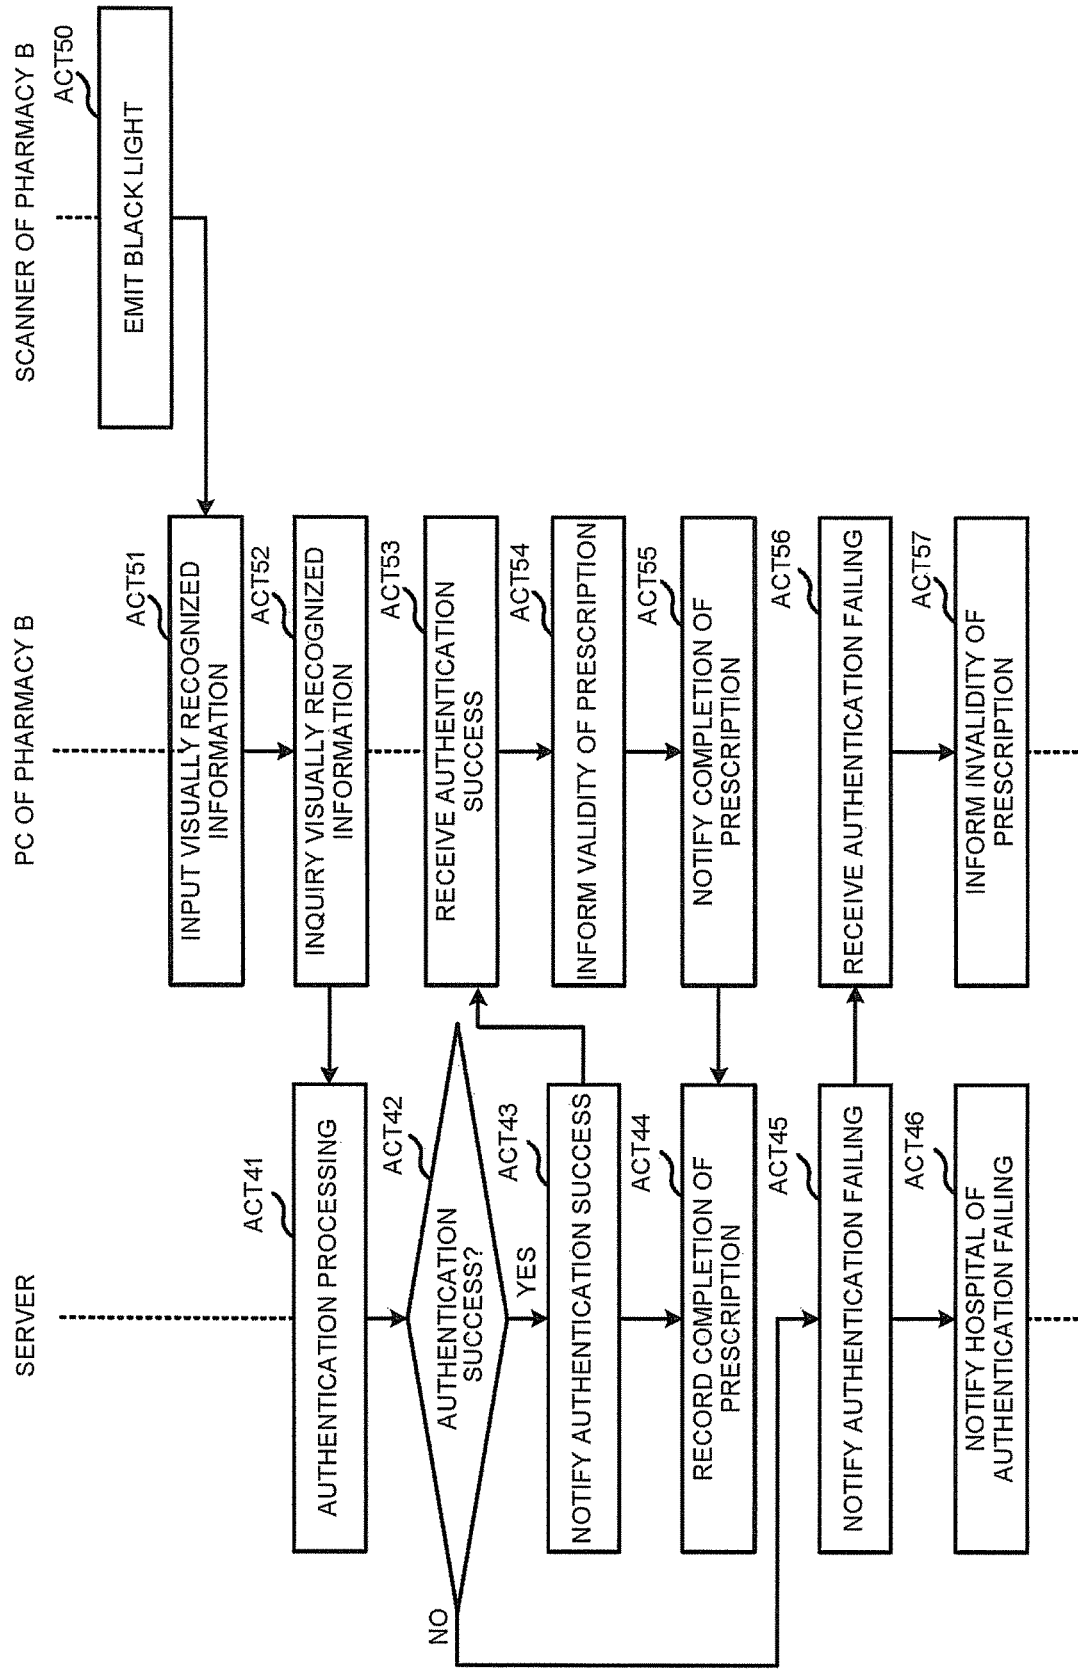 SERVER
PC OF PHARMACY B
SCANNER OF PHARMACY B
ACT50
EMIT BLACK LIGHT
ACT51
INPUT VISUALLY RECOGNIZED
INFORMATION
ACT52
INQUIRY VISUALLY RECOGNIZED
INFORMATION
ACT41
AUTHENTICATION PROCESSING
ACT42
AUTHENTICATION
SUCCESS?
YES
NO
ACT43
NOTIFY AUTHENTICATION SUCCESS
ACT53
RECEIVE AUTHENTICATION
SUCCESS
ACT54
INFORM VALIDITY OF PRESCRIPTION
ACT55
NOTIFY COMPLETION OF
PRESCRIPTION
ACT44
RECORD COMPLETION OF
PRESCRIPTION
ACT45
NOTIFY AUTHENTICATION FAILING
ACT56
RECEIVE AUTHENTICATION FAILING
ACT46
NOTIFY HOSPITAL OF
AUTHENTICATION FAILING
ACT57
INFORM INVALIDITY OF
PRESCRIPTION